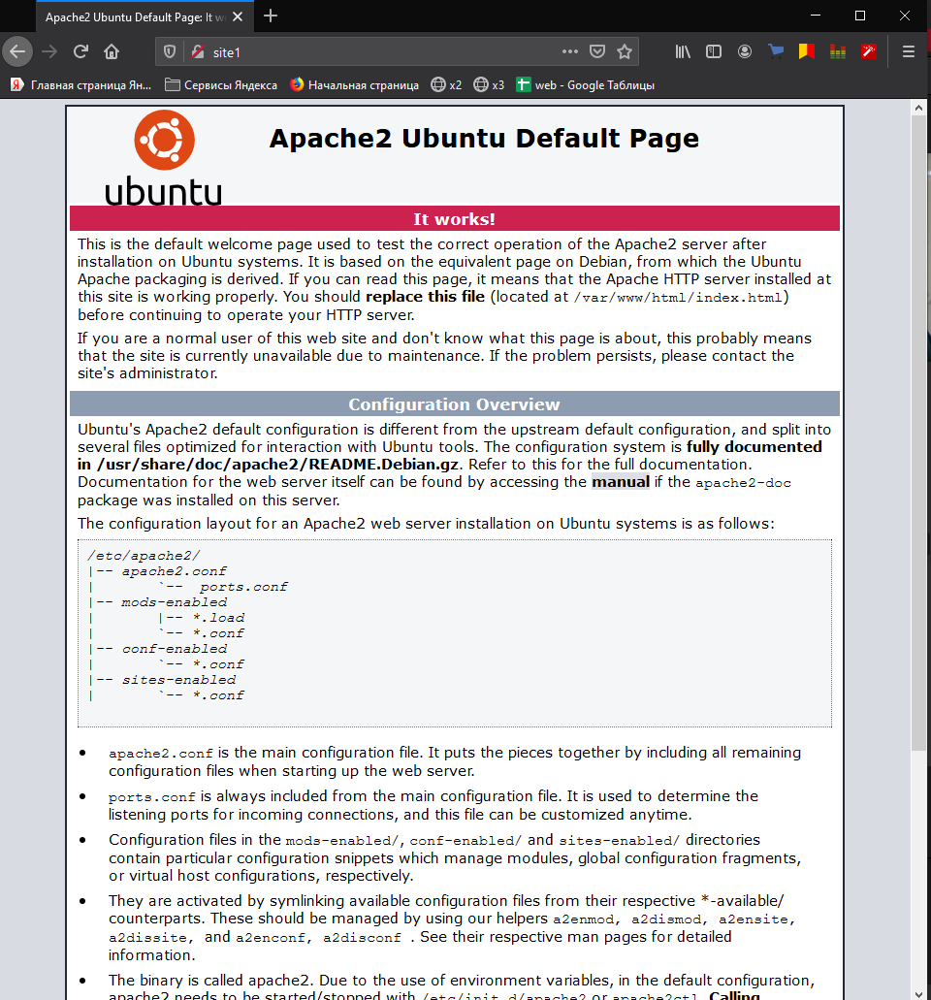 Apache2 Ubuntu Default Page: It w
site1
Главная страница Ян...
Сервисы Яндекса
Начальная страница
x2
x3
web - Google Таблицы
ubuntu
Apache2 Ubuntu Default Page
It works!
This is the default welcome page used to test the correct operation of the Apache2 server after
installation on Ubuntu systems. It is based on the equivalent page on Debian, from which the Ubuntu
Apache packaging is derived. If you can read this page, it means that the Apache HTTP server installed at
this site is working properly. You should replace this file (located at /var/www/html/index.html)
before continuing to operate your HTTP server.
If you are a normal user of this web site and don't know what this page is about, this probably means
that the site is currently unavailable due to maintenance. If the problem persists, please contact the
site's administrator.
Configuration Overview
Ubuntu's Apache2 default configuration is different from the upstream default configuration, and split into
several files optimized for interaction with Ubuntu tools. The configuration system is fully documented
in /usr/share/doc/apache2/README.Debian.gz. Refer to this for the full documentation.
Documentation for the web server itself can be found by accessing the manual if the apache2-doc
package was installed on this server.
The configuration layout for an Apache2 web server installation on Ubuntu systems is as follows:
/etc/apache2/
|-- apache2.conf
|       `--  ports.conf
|-- mods-enabled
|       |-- *.load
|       `-- *.conf
|-- conf-enabled
|       `-- *.conf
|-- sites-enabled
|       `-- *.conf
• apache2.conf is the main configuration file. It puts the pieces together by including all remaining
configuration files when starting up the web server.
• ports.conf is always included from the main configuration file. It is used to determine the
listening ports for incoming connections, and this file can be customized anytime.
• Configuration files in the mods-enabled/, conf-enabled/ and sites-enabled/ directories
contain particular configuration snippets which manage modules, global configuration fragments,
or virtual host configurations, respectively.
• They are activated by symlinking available configuration files from their respective *-available/
counterparts. These should be managed by using our helpers a2enmod, a2dismod, a2ensite,
a2dissite, and a2enconf, a2disconf . See their respective man pages for detailed
information.
• The binary is called apache2. Due to the use of environment variables, in the default configuration,
apache2 needs to be started/stopped with /etc/init.d/apache2 or apache2ctl. Calling